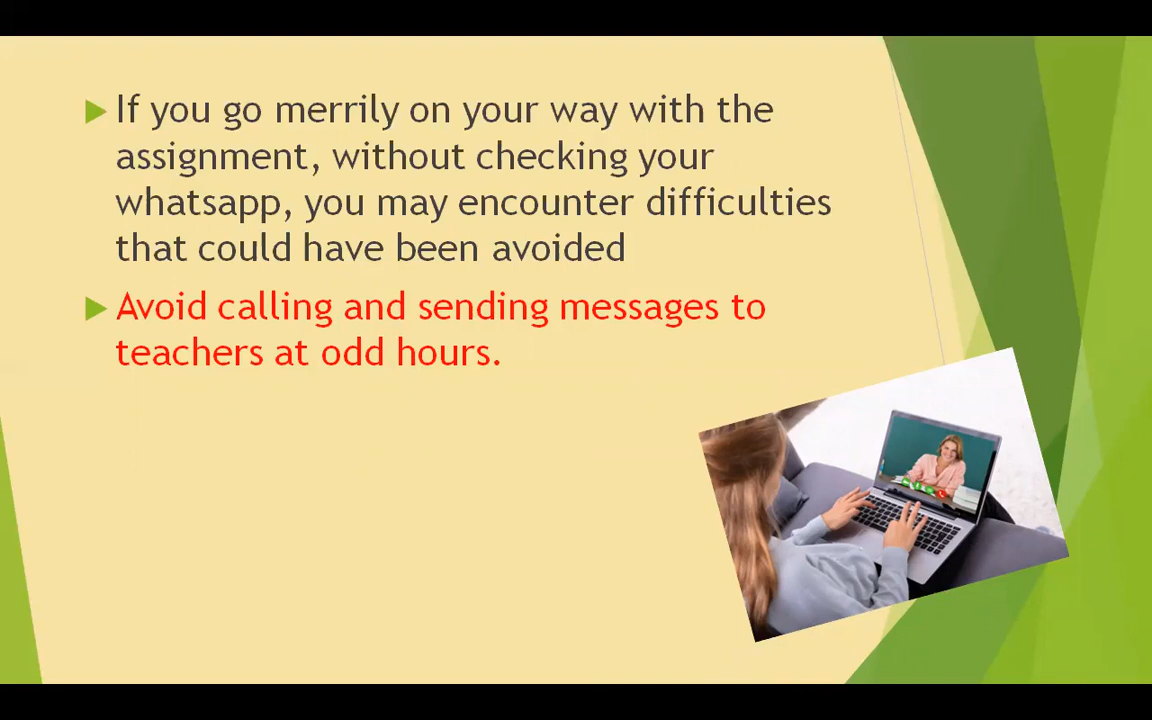 If you go merrily on your way with the
assignment, without checking your
whatsapp, you may encounter difficulties
that could have been avoided
Avoid calling and sending messages to
teachers at odd hours.